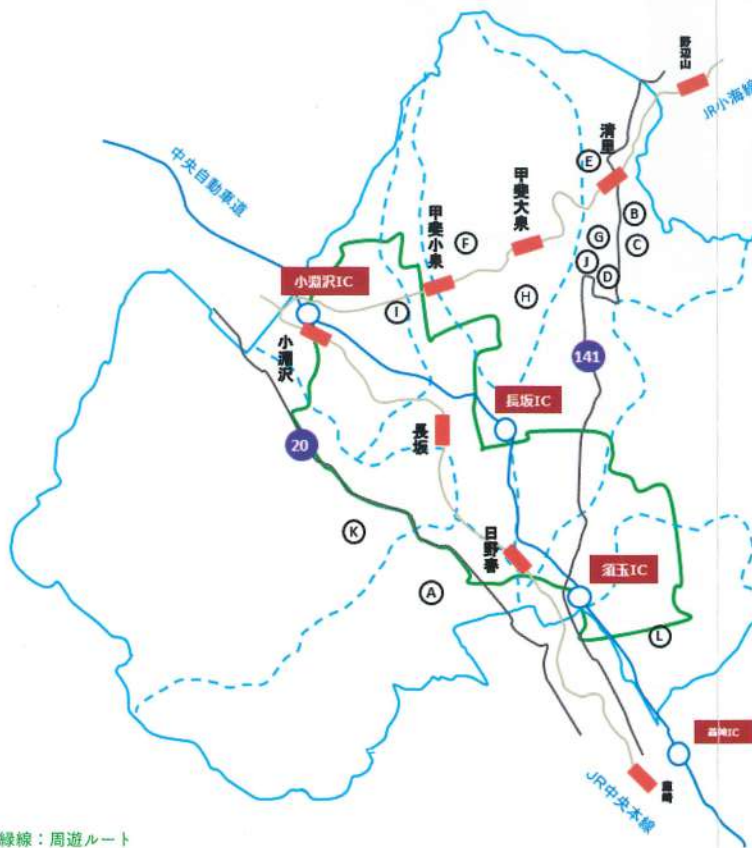 野辺山
JR小海線
清里
E
中央自動車道
甲斐大泉
B
甲斐小泉
G
F
C
J
D
小淵沢IC
H
I
小淵沢
141
長坂IC
長坂
20
K
日野春
須玉IC
A
L
韮崎IC
JR中央本線
韮崎
緑線：周遊ルート